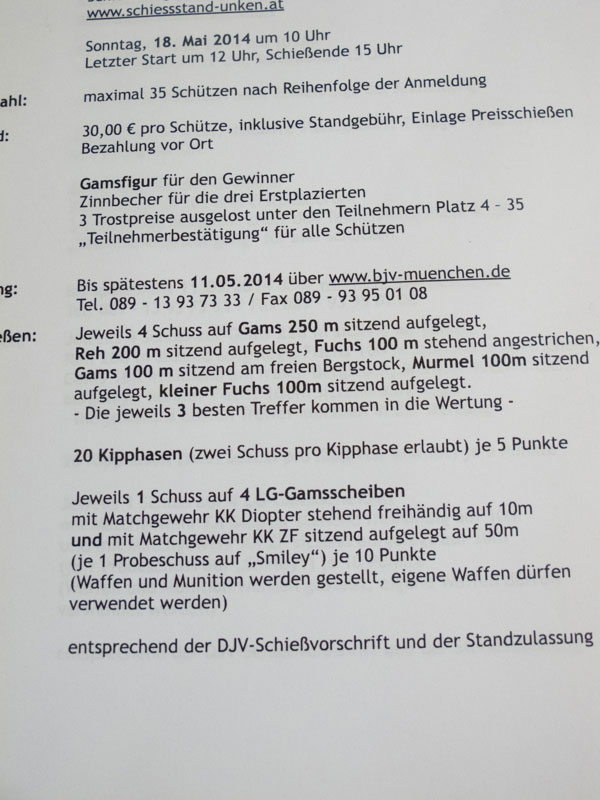 www.schiessstand-unken.at
Sonntag, 18. Mai 2014 um 10 Uhr
Letzter Start um 12 Uhr, Schießende 15 Uhr
ahl: maximal 35 Schützen nach Reihenfolge der Anmeldung
d: 30,00 € pro Schütze, inklusive Standgebühr, Einlage Preisschießen
Bezahlung vor Ort
Gamsfigur für den Gewinner
Zinnbecher für die drei Erstplazierten
3 Trostpreise ausgelost unter den Teilnehmern Platz 4 - 35
„Teilnehmerbestätigung“ für alle Schützen
ng: Bis spätestens 11.05.2014 über www.bjv-muenchen.de
Tel. 089 - 13 93 73 33 / Fax 089 - 93 95 01 08
eßen: Jeweils 4 Schuss auf Gams 250 m sitzend aufgelegt,
Reh 200 m sitzend aufgelegt, Fuchs 100 m stehend angestrichen,
Gams 100 m sitzend am freien Bergstock, Murmel 100m sitzend
aufgelegt, kleiner Fuchs 100m sitzend aufgelegt.
- Die jeweils 3 besten Treffer kommen in die Wertung -
20 Kipphasen (zwei Schuss pro Kipphase erlaubt) je 5 Punkte
Jeweils 1 Schuss auf 4 LG-Gamsscheiben
mit Matchgewehr KK Diopter stehend freihändig auf 10m
und mit Matchgewehr KK ZF sitzend aufgelegt auf 50m
(je 1 Probeschuss auf „Smiley“) je 10 Punkte
(Waffen und Munition werden gestellt, eigene Waffen dürfen
verwendet werden)
entsprechend der DJV-Schießvorschrift und der Standzulassung